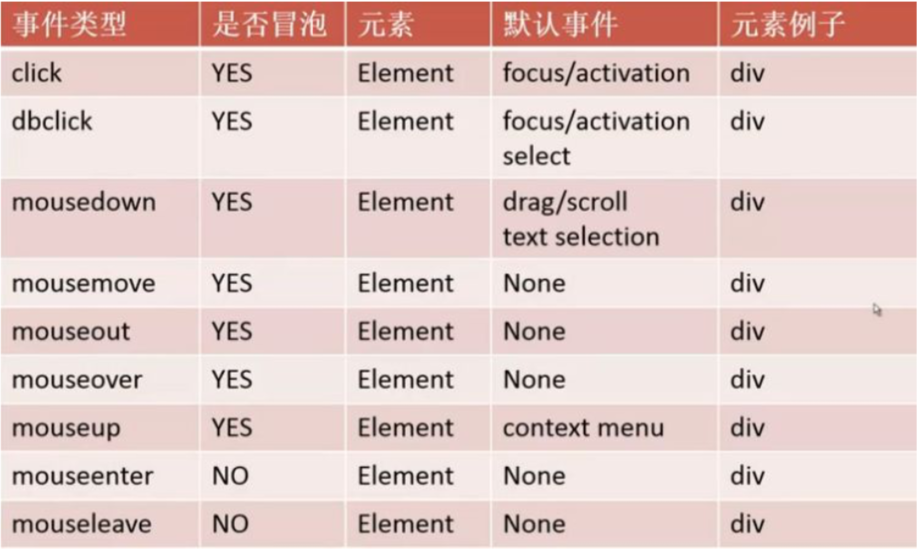 事件类型 是否冒泡 元素 默认事件 元素例子
click YES Element focus/activation div
dbclick YES Element focus/activation div
select
mousedown YES Element drag/scroll div
text selection
mousemove YES Element None div
mouseout YES Element None div
mouseover YES Element None div
mouseup YES Element context menu div
mouseenter NO Element None div
mouseleave NO Element None div